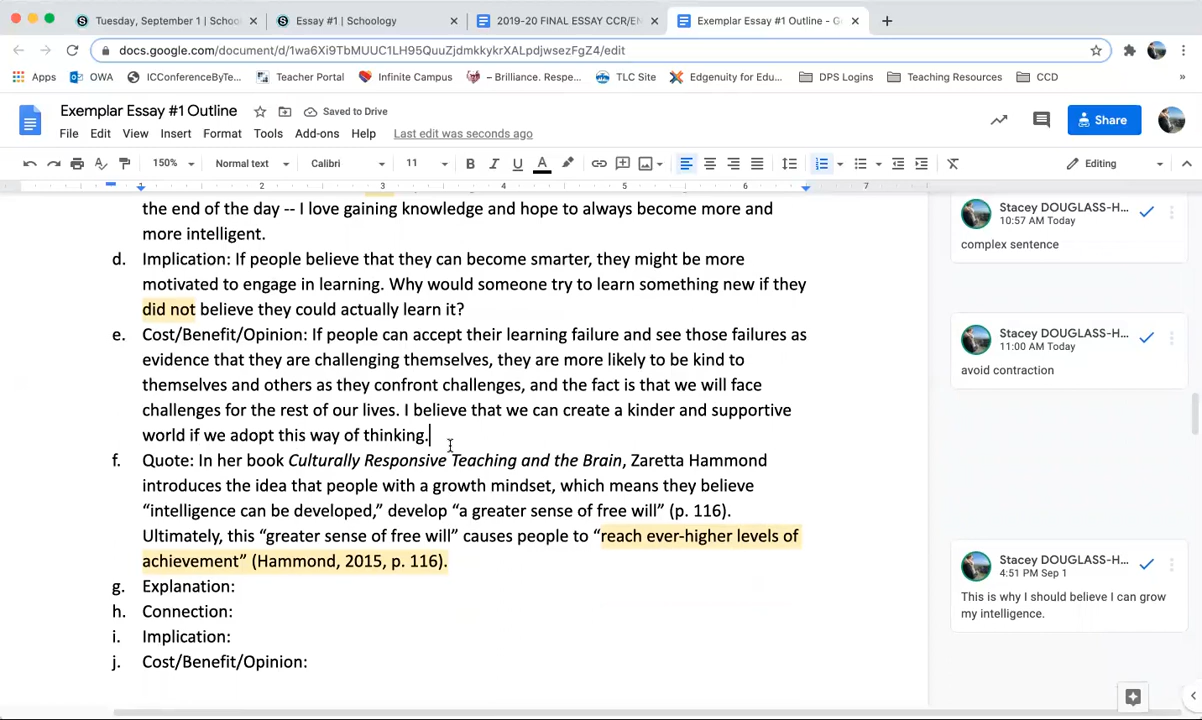 Tuesday, September 1 | School
Essay #1 | Schoology
2019-20 FINAL ESSAY CCR/EN
Exemplar Essay #1 Outline - G
docs.google.com/document/d/1wa6Xi9TbMUUC1LH95QuuZjdmkkykrXALpdjwsezFgZ4/edit
Apps OWA ICConferenceByTe... Teacher Portal Infinite Campus – Brilliance. Respe... TLC Site Edgenuity for Edu... DPS Logins Teaching Resources CCD »
Exemplar Essay #1 Outline Saved to Drive
File Edit View Insert Format Tools Add-ons Help Last edit was seconds ago
Share
150% Normal text Calibri 11 B I U A Editing
2 3 4 5 6 7
the end of the day -- I love gaining knowledge and hope to always become more and
more intelligent.
d. Implication: If people believe that they can become smarter, they might be more
motivated to engage in learning. Why would someone try to learn something new if they
did not believe they could actually learn it?
e. Cost/Benefit/Opinion: If people can accept their learning failure and see those failures as
evidence that they are challenging themselves, they are more likely to be kind to
themselves and others as they confront challenges, and the fact is that we will face
challenges for the rest of our lives. I believe that we can create a kinder and supportive
world if we adopt this way of thinking.
f. Quote: In her book Culturally Responsive Teaching and the Brain, Zaretta Hammond
introduces the idea that people with a growth mindset, which means they believe
“intelligence can be developed,” develop “a greater sense of free will” (p. 116).
Ultimately, this “greater sense of free will” causes people to “reach ever-higher levels of
achievement” (Hammond, 2015, p. 116).
g. Explanation:
h. Connection:
i. Implication:
j. Cost/Benefit/Opinion:
Stacey DOUGLASS-H...
10:57 AM Today
complex sentence
Stacey DOUGLASS-H...
11:00 AM Today
avoid contraction
Stacey DOUGLASS-H...
4:51 PM Sep 1
This is why I should believe I can grow
my intelligence.